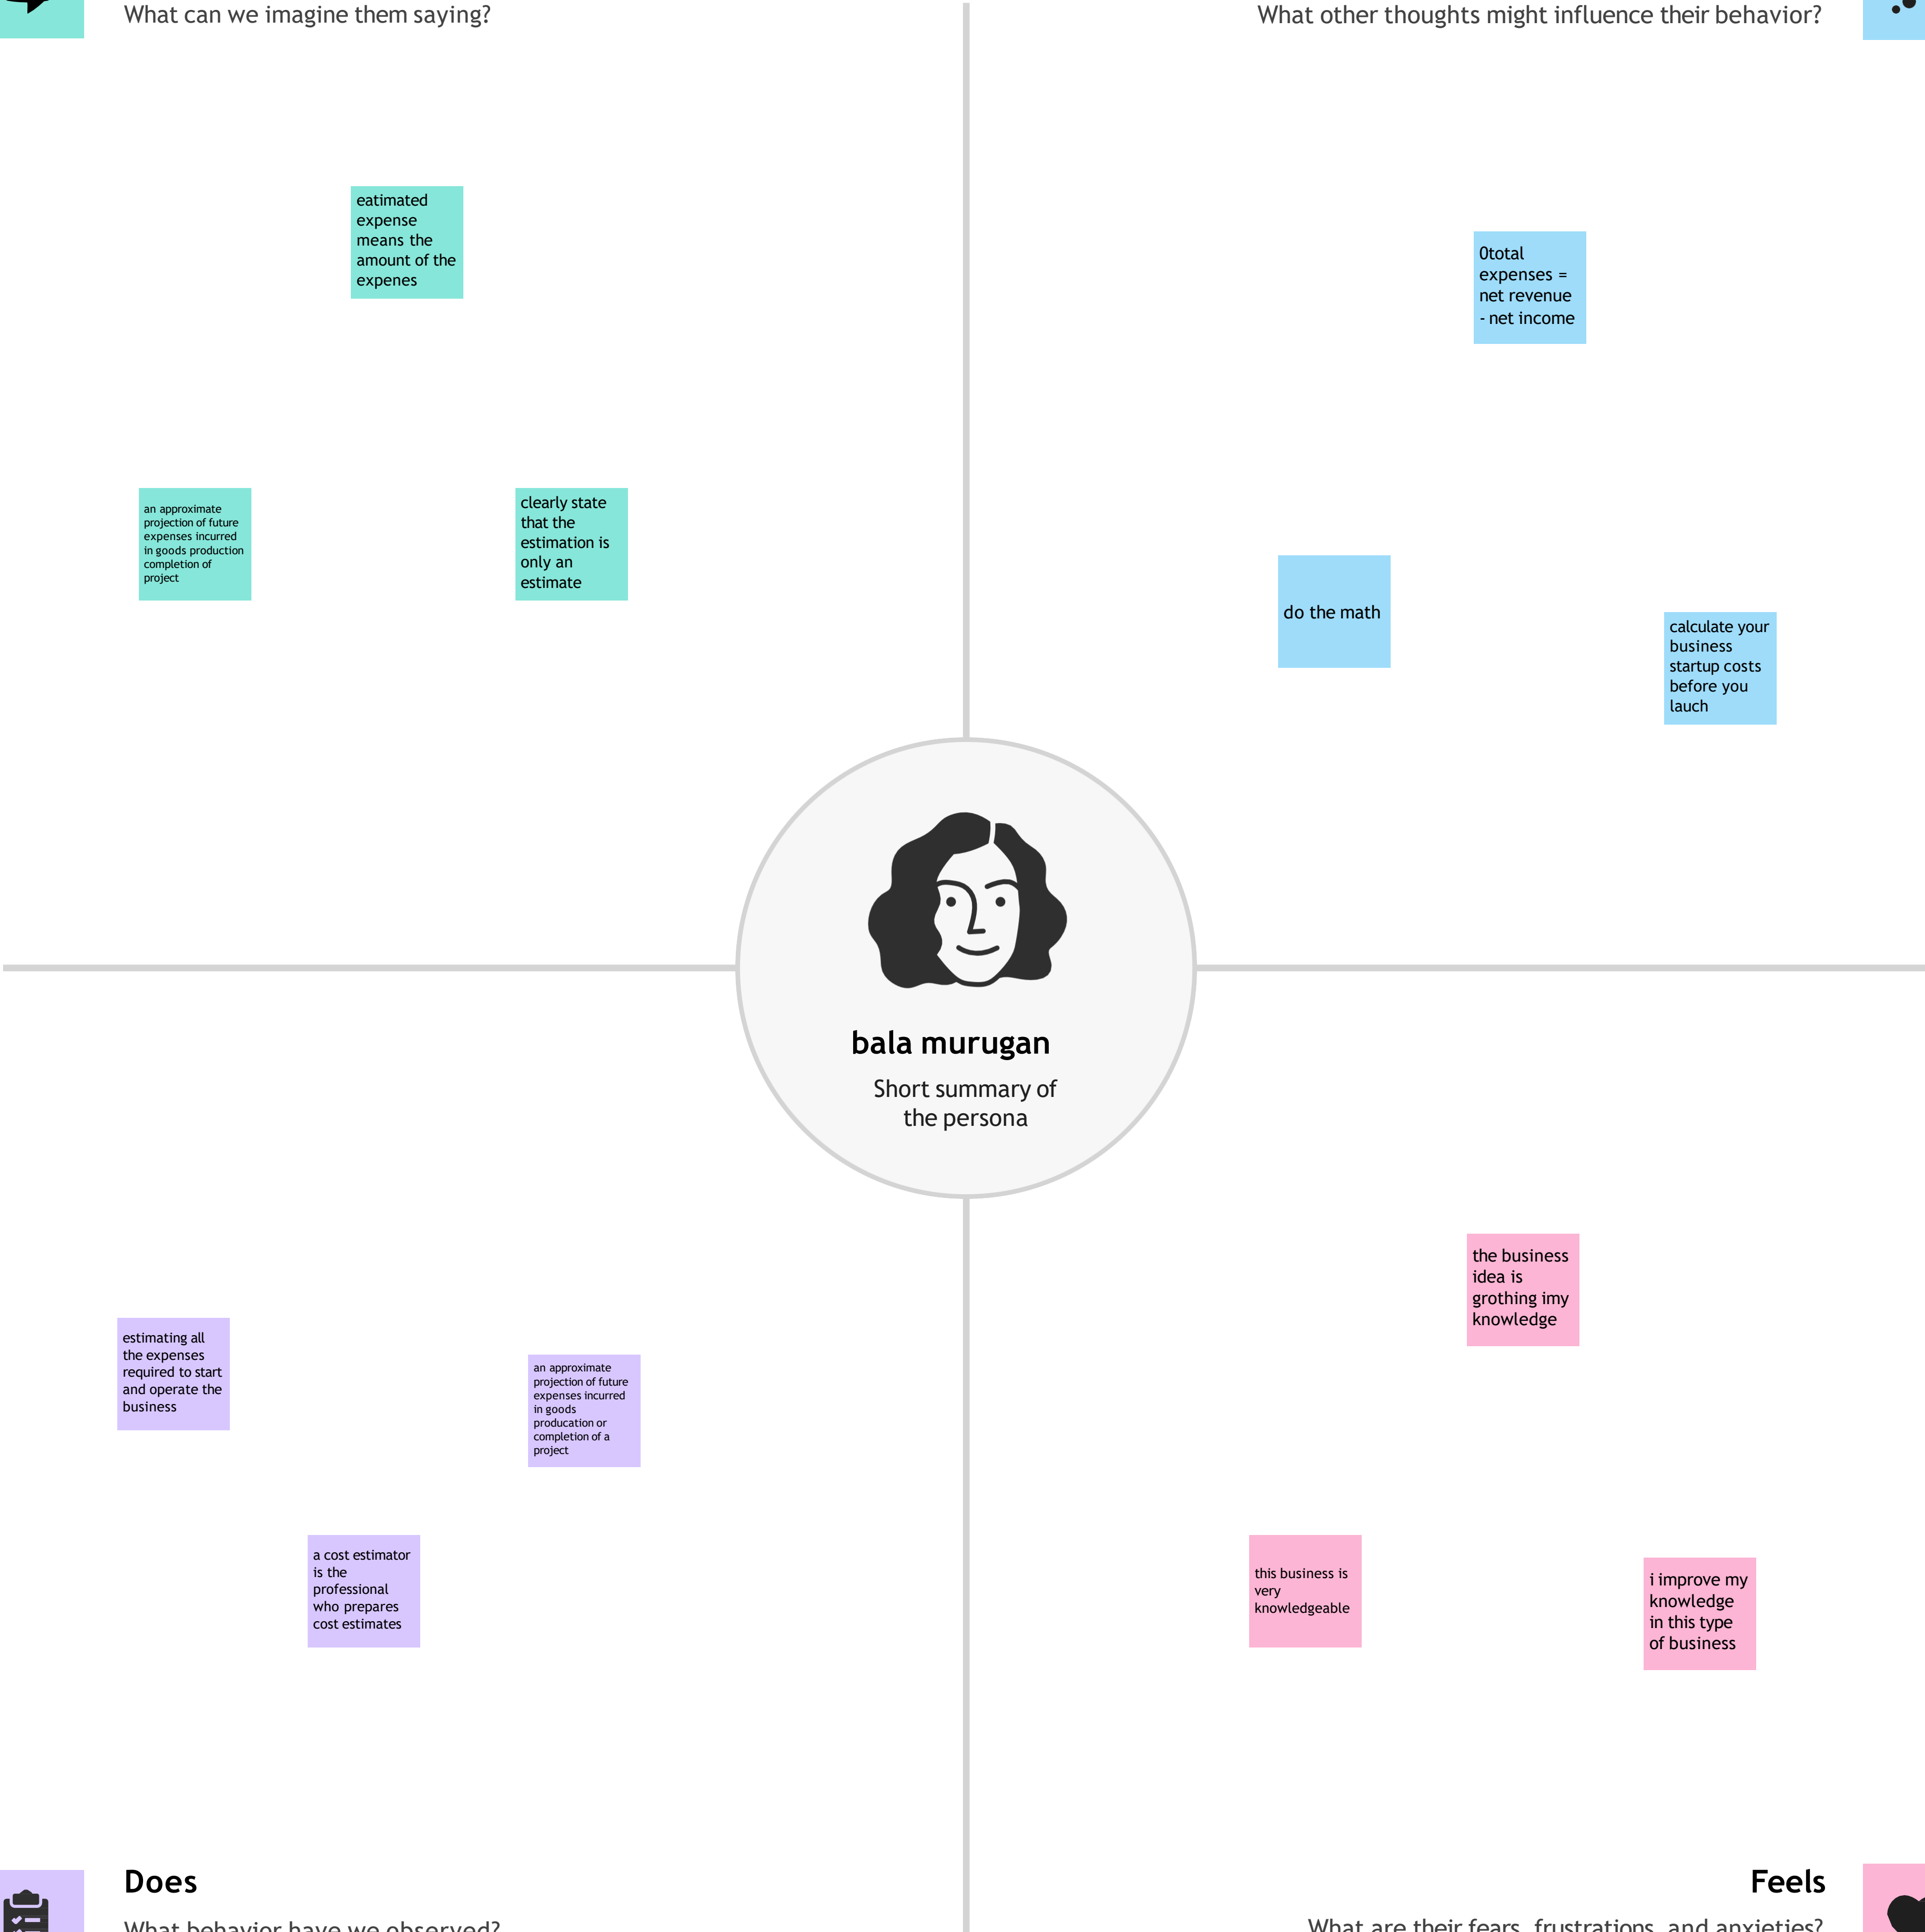 What can we imagine them saying?
What other thoughts might influence their behavior?
eatimated
expense
means the
amount of the
expenes
0total
expenses =
net revenue
- net income
an approximate
projection of future
expenses incurred
in goods production
completion of
project
clearly state
that the
estimation is
only an
estimate
do the math
calculate your
business
startup costs
before you
lauch
bala murugan
Short summary of
the persona
the business
idea is
grothing imy
knowledge
estimating all
the expenses
required to start
and operate the
business
an approximate
projection of future
expenses incurred
in goods
producation or
completion of a
project
a cost estimator
is the
professional
who prepares
cost estimates
this business is
very
knowledgeable
i improve my
knowledge
in this type
of business
Does
What behavior have we observed?
Feels
What are their fears, frustrations, and anxieties?